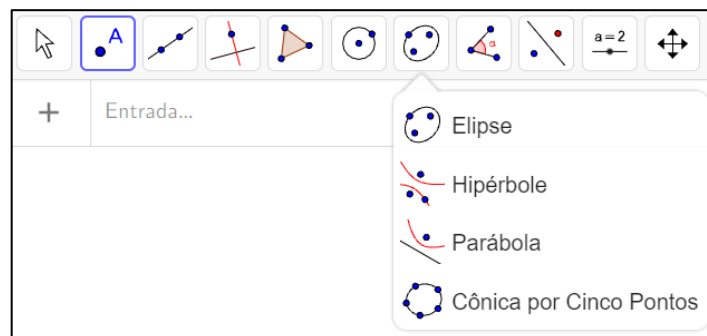 A
α
a = 2
Entrada...
Elipse
Hipérbole
Parábola
Cônica por Cinco Pontos